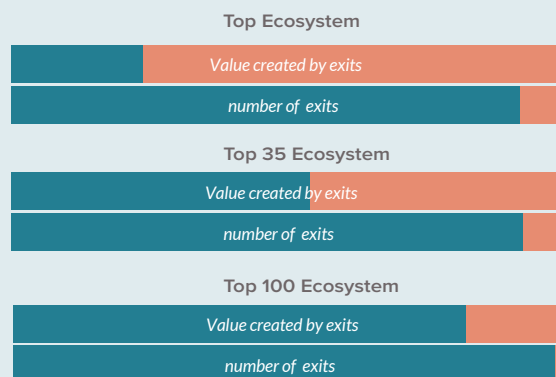 Top Ecosystem
Value created by exits
number of exits
Top 35 Ecosystem
Value created by exits
number of exits
Top 100 Ecosystem
Value created by exits
number of exits